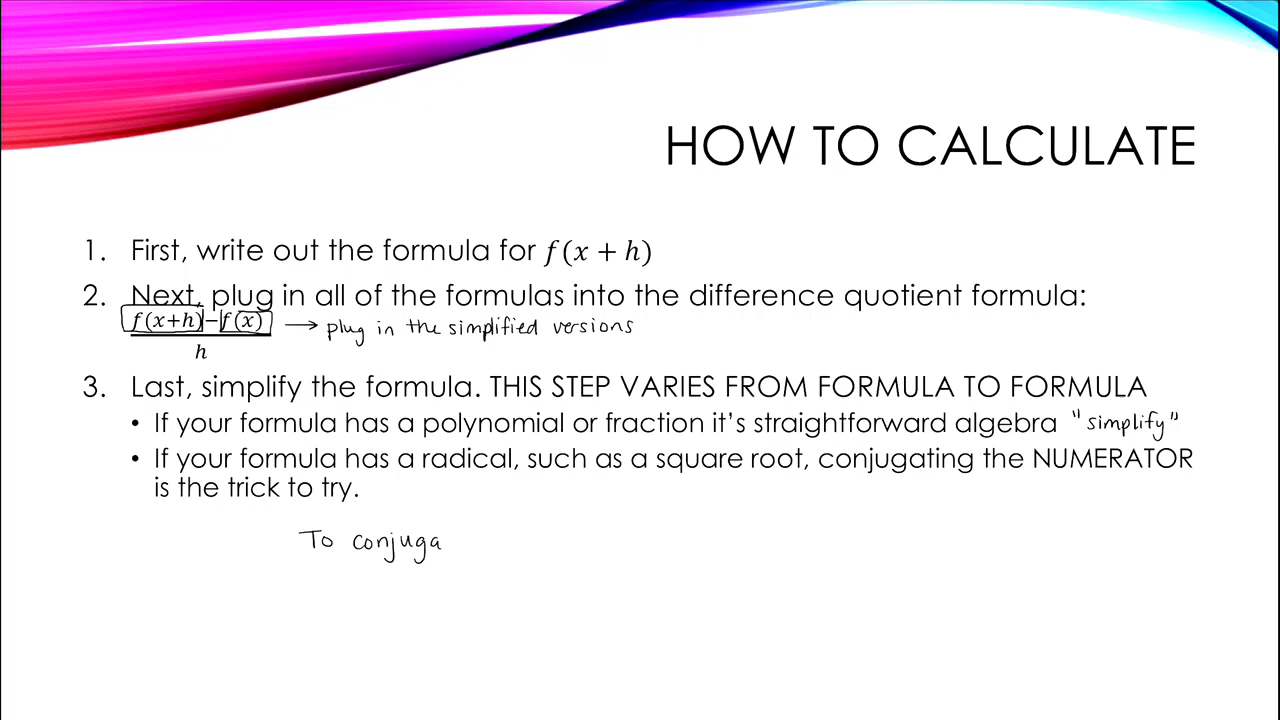 HOW TO CALCULATE
1. First, write out the formula for f(x + h)
2. Next, plug in all of the formulas into the difference quotient formula:
f(x+h)−f(x) → plug in the simplified versions
h
3. Last, simplify the formula. THIS STEP VARIES FROM FORMULA TO FORMULA
• If your formula has a polynomial or fraction it’s straightforward algebra "simplify"
• If your formula has a radical, such as a square root, conjugating the NUMERATOR
is the trick to try.
To conjuga